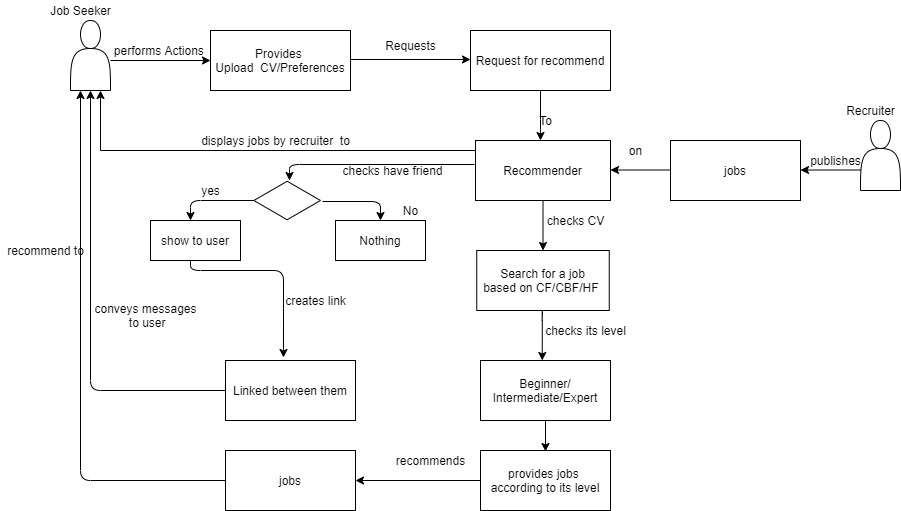 Job Seeker
performs Actions
Provides
Upload CV/Preferences
Requests
Request for recommend
To
Recruiter
displays jobs by recruiter to
on
publishes
jobs
Recommender
checks have friend
yes
No
checks CV
show to user
Nothing
recommend to
Search for a job
based on CF/CBF/HF
creates link
conveys messages
to user
checks its level
Linked between them
Beginner/
Intermediate/Expert
recommends
jobs
provides jobs
according to its level